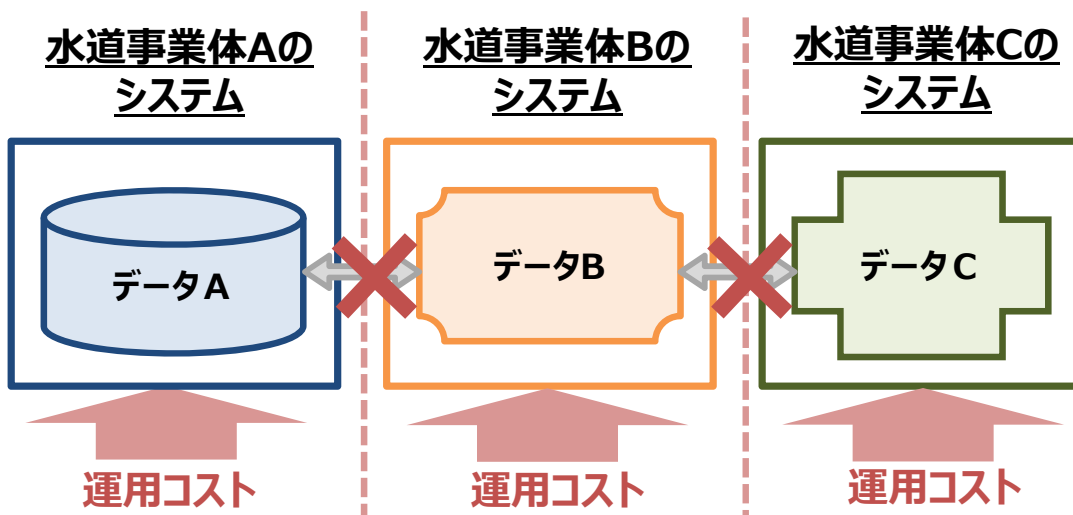 水道事業体Aの
システム
水道事業体Bの
システム
水道事業体Cの
システム
データA
データB
データC
運用コスト
運用コスト
運用コスト